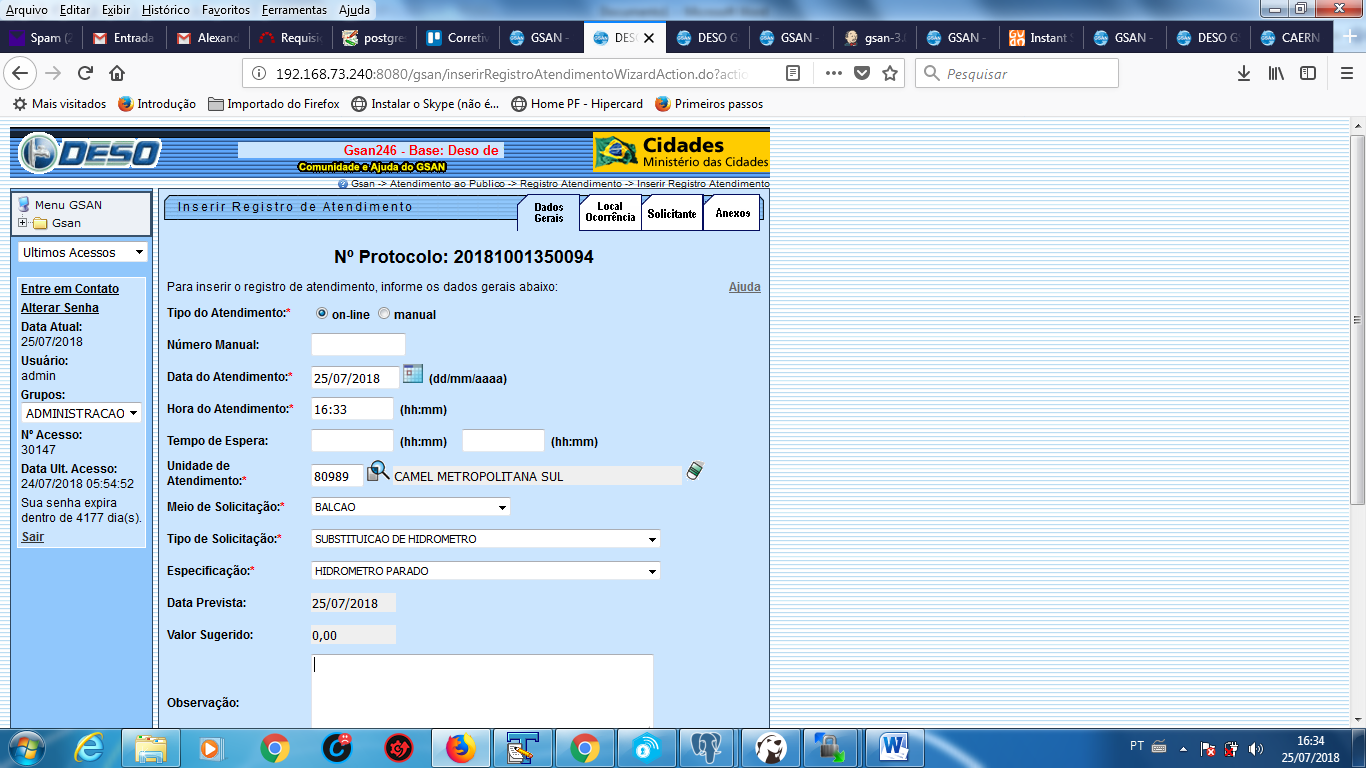 Arquivo Editar Exibir Histórico Favoritos Ferramentas Ajuda
Spam (2 Entrada Alexand Requisi postgre Corretiv GSAN - DESO DESO G GSAN - gsan-3. GSAN - Instant GSAN - DESO G CAERN
192.168.73.240:8080/gsan/inserirRegistroAtendimentoWizardAction.do?actio Pesquisar
Mais visitados Introdução Importado do Firefox Instalar o Skype (não é... Home PF - Hipercard Primeiros passos
DESO
Gsan246 - Base: Deso de
Comunidade e Ajuda do GSAN
Cidades
Ministério das Cidades
Gsan -> Atendimento ao Publico -> Registro Atendimento -> Inserir Registro Atendimento
Menu GSAN
Gsan
Ultimos Acessos
Entre em Contato
Alterar Senha
Data Atual:
25/07/2018
Usuário:
admin
Grupos:
ADMINISTRACAO
Nº Acesso:
30147
Data Ult. Acesso:
24/07/2018 05:54:52
Sua senha expira
dentro de 4177 dia(s).
Sair
Inserir Registro de Atendimento
Dados Gerais
Local Ocorrência
Solicitante
Anexos
Nº Protocolo: 20181001350094
Para inserir o registro de atendimento, informe os dados gerais abaixo: Ajuda
Tipo do Atendimento:* on-line manual
Número Manual:
Data do Atendimento:* 25/07/2018 (dd/mm/aaaa)
Hora do Atendimento:* 16:33 (hh:mm)
Tempo de Espera: (hh:mm) (hh:mm)
Unidade de
Atendimento:* 80989 CAMEL METROPOLITANA SUL
Meio de Solicitação:* BALCAO
Tipo de Solicitação:* SUBSTITUICAO DE HIDROMETRO
Especificação:* HIDROMETRO PARADO
Data Prevista: 25/07/2018
Valor Sugerido: 0,00
Observação:
PT 16:34
25/07/2018